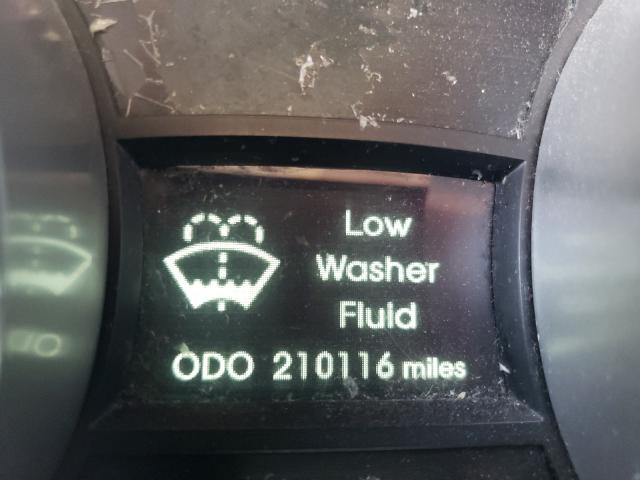 Low
Washer
Fluid
ODO 210116 miles